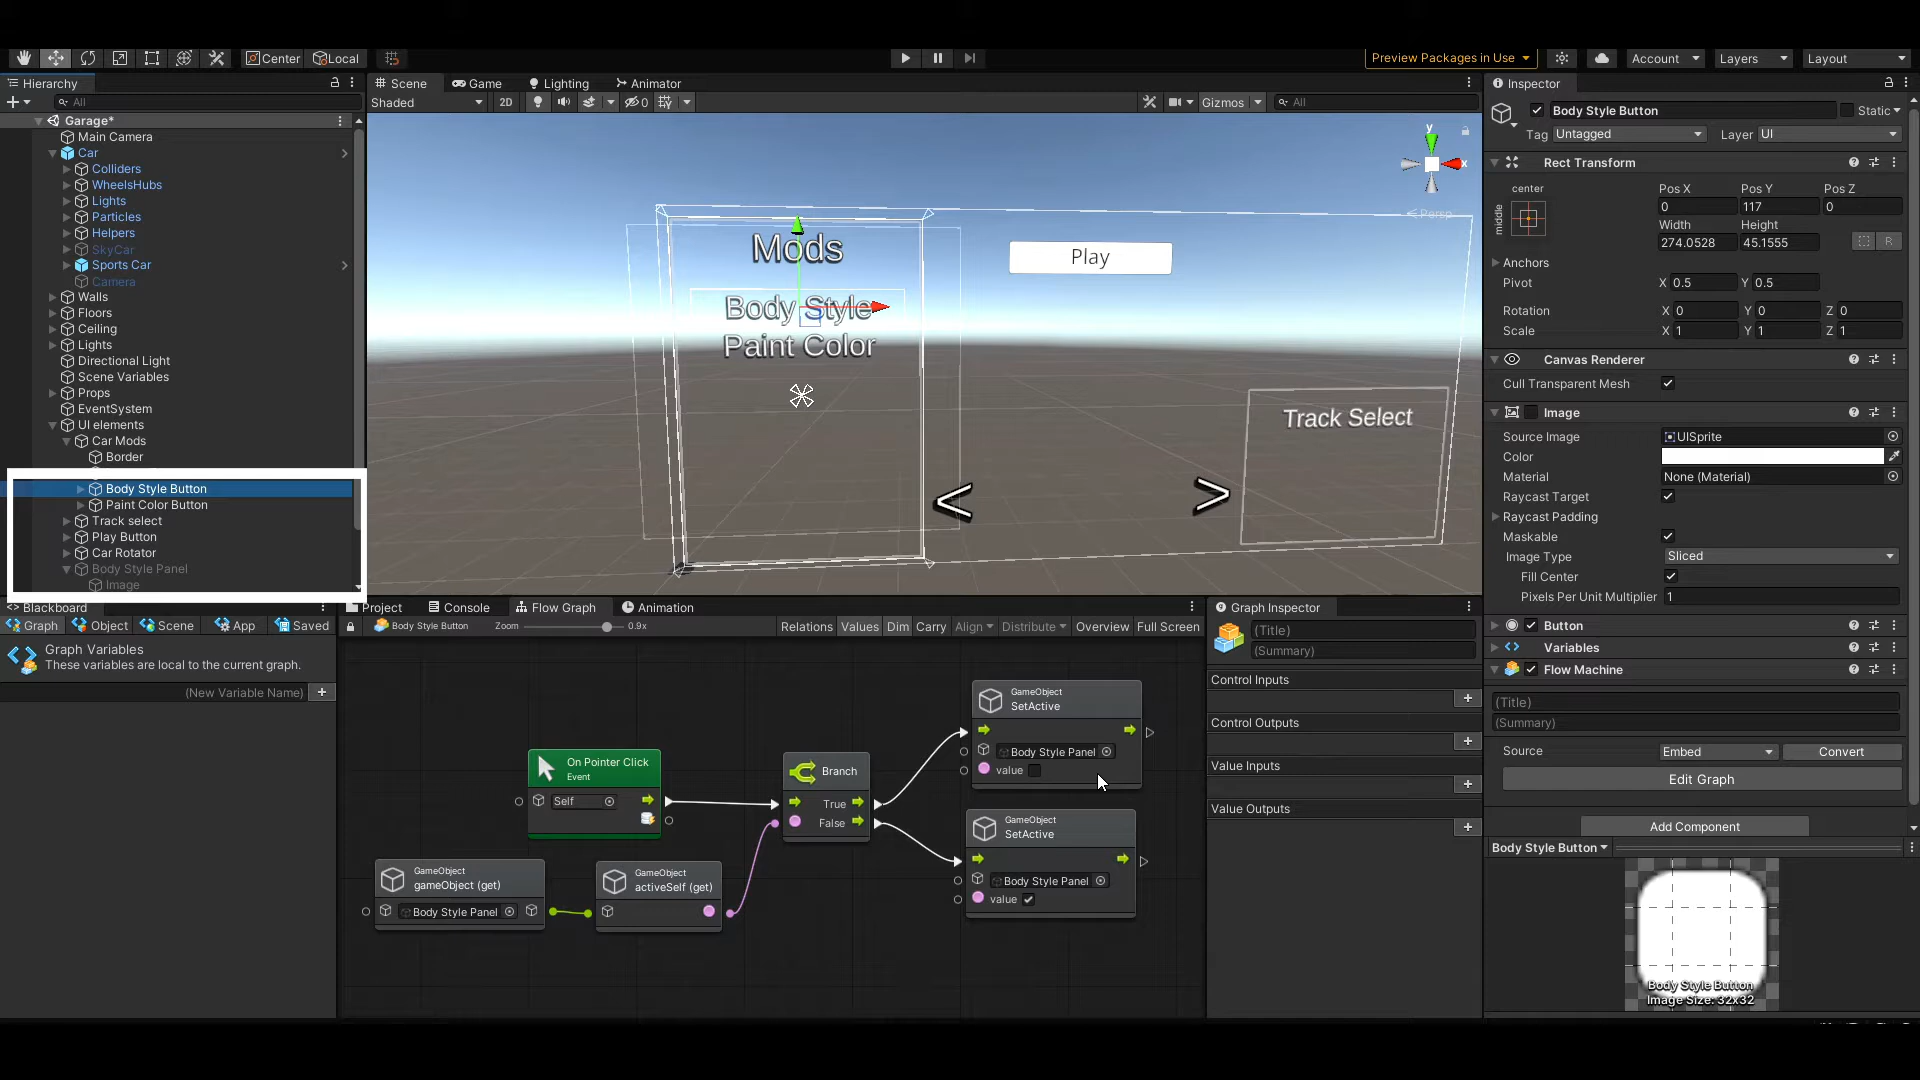 Center
Local
Preview Packages in Use
Account
Layers
Layout
Hierarchy
All
Garage*
Main Camera
Car
Colliders
WheelsHubs
Lights
Particles
Helpers
SkyCar
Sports Car
Camera
Walls
Floors
Ceiling
Lights
Directional Light
Scene Variables
Props
EventSystem
UI elements
Car Mods
Border
Body Style Button
Paint Color Button
Track select
Play Button
Car Rotator
Body Style Panel
Image
Scene
Game
Lighting
Animator
Shaded
2D
0
Gizmos
All
y
x
Persp
Mods
Body Style
Paint Color
Play
Track Select
<
>
Inspector
Body Style Button
Static
Tag
Untagged
Layer
UI
Rect Transform
center
middle
Pos X
Pos Y
Pos Z
0
117
0
Width
Height
274.0528
45.1555
R
Anchors
Pivot
X 0.5
Y 0.5
Rotation
X 0
Y 0
Z 0
Scale
X 1
Y 1
Z 1
Canvas Renderer
Cull Transparent Mesh
Image
Source Image
UISprite
Color
Material
None (Material)
Raycast Target
Raycast Padding
Maskable
Image Type
Sliced
Fill Center
Pixels Per Unit Multiplier
1
Button
Variables
Flow Machine
(Title)
(Summary)
Source
Embed
Convert
Edit Graph
Add Component
Body Style Button
Body Style Button
Image Size: 32x32
<> Blackboard
Graph
Object
Scene
App
Saved
Graph Variables
These variables are local to the current graph.
(New Variable Name)
Project
Console
Flow Graph
Animation
Body Style Button
Zoom
0.9x
Relations
Values
Dim
Carry
Align
Distribute
Overview
Full Screen
On Pointer Click
Event
Self
Branch
True
False
GameObject
gameObject (get)
Body Style Panel
GameObject
activeSelf (get)
GameObject
SetActive
Body Style Panel
value
GameObject
SetActive
Body Style Panel
value
Graph Inspector
(Title)
(Summary)
Control Inputs
Control Outputs
Value Inputs
Value Outputs